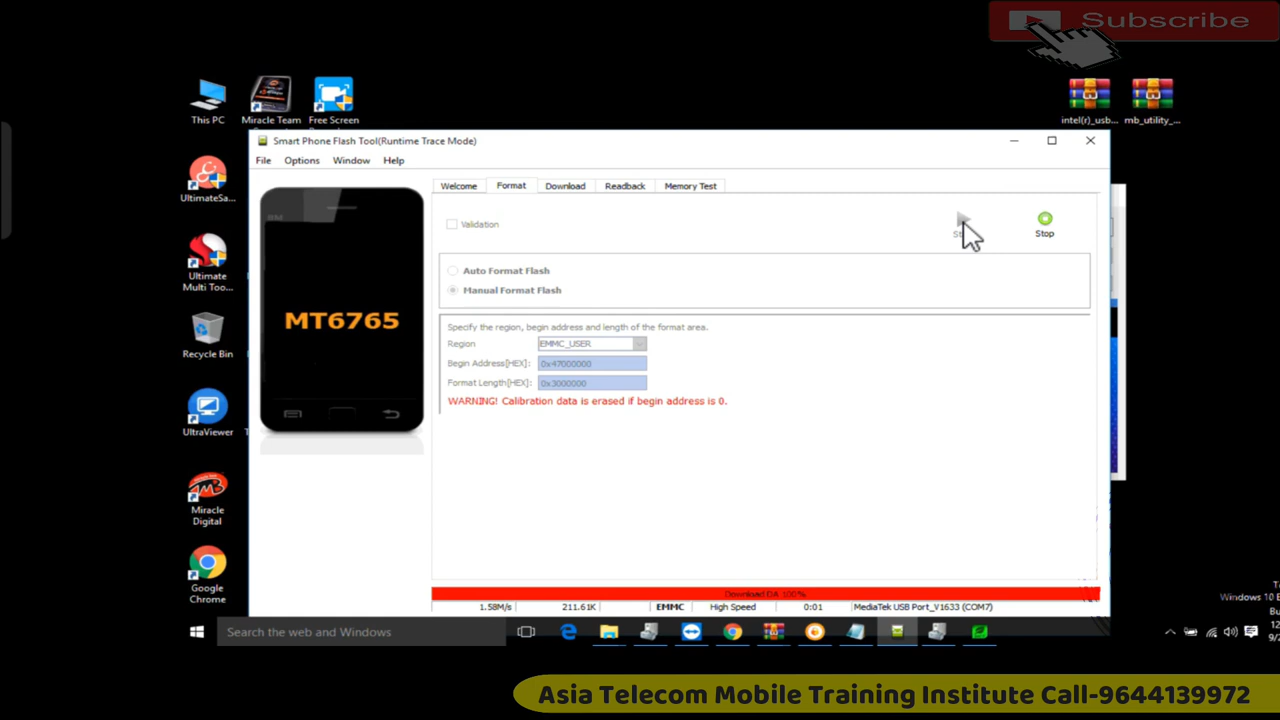 Subscribe
This PC
Miracle Team
Free Screen
intel(r)_usb...
mb_utility_...
Smart Phone Flash Tool(Runtime Trace Mode)
File Options Window Help
UltimateSa...
Welcome Format Download Readback Memory Test
Validation
Stop
Auto Format Flash
Manual Format Flash
Ultimate
Multi Too...
MT6765
Specify the region, begin address and length of the format area.
Region EMMC_USER
Begin Address[HEX]: 0x47000000
Format Length[HEX]: 0x3000000
WARNING! Calibration data is erased if begin address is 0.
Recycle Bin
UltraViewer
Miracle
Digital
Google
Chrome
Download DA 100%
1.58M/s 211.61K EMMC High Speed 0:01 MediaTek USB Port_V1633 (COM7)
Windows 10 E
Search the web and Windows
Asia Telecom Mobile Training Institute Call-9644139972